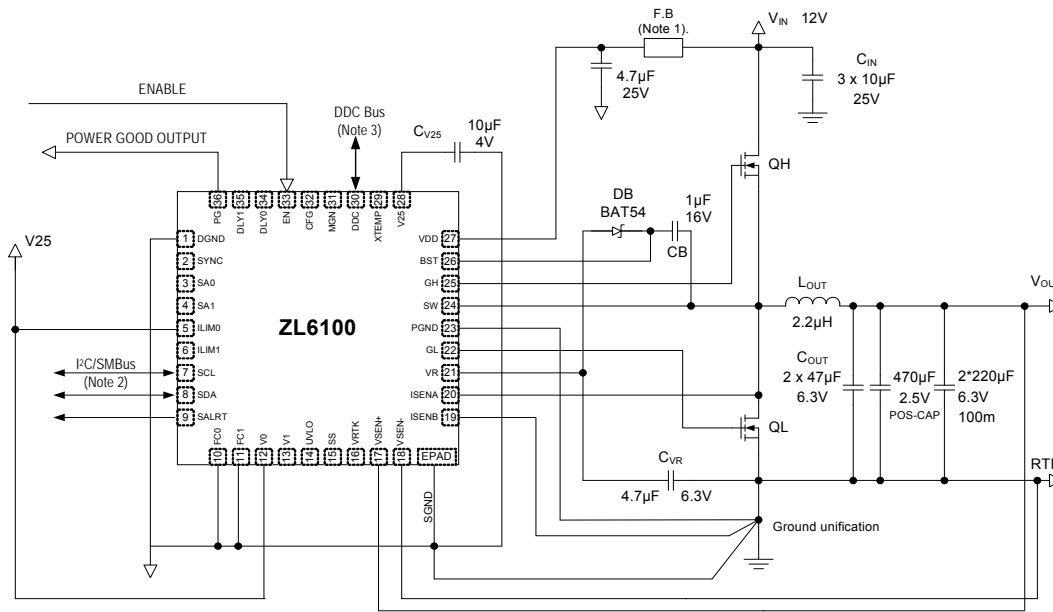 F.B
(Note 1).
V_IN 12V
4.7µF
25V
C_IN
3 x 10µF
25V
ENABLE
DDC Bus
(Note 3)
C_V25
10µF
4V
POWER GOOD OUTPUT
QH
DB
BAT54
1µF
16V
CB
36
35
34
33
32
31
30
29
28
PG
DLY1
DLY0
EN
CFG
MGN
DDC
XTEMP
V25
V25
1 DGND
2 SYNC
3 SA0
4 SA1
5 ILIM0
6 ILIM1
7 SCL
8 SDA
9 SALRT
I²C/SMBus
(Note 2)
ZL6100
VDD 27
BST 26
GH 25
SW 24
PGND 23
GL 22
VR 21
ISENA 20
ISENB 19
L_OUT
2.2µH
V_OU
C_OUT
2 x 47µF
6.3V
470µF
2.5V
POS-CAP
2*220µF
6.3V
100m
QL
RT
FC0
FC1
V0
V1
UVLO
SS
VRTK
VSEN+
VSEN-
10
11
12
13
14
15
16
17
18
EPAD
SGND
C_VR
4.7µF 6.3V
Ground unification